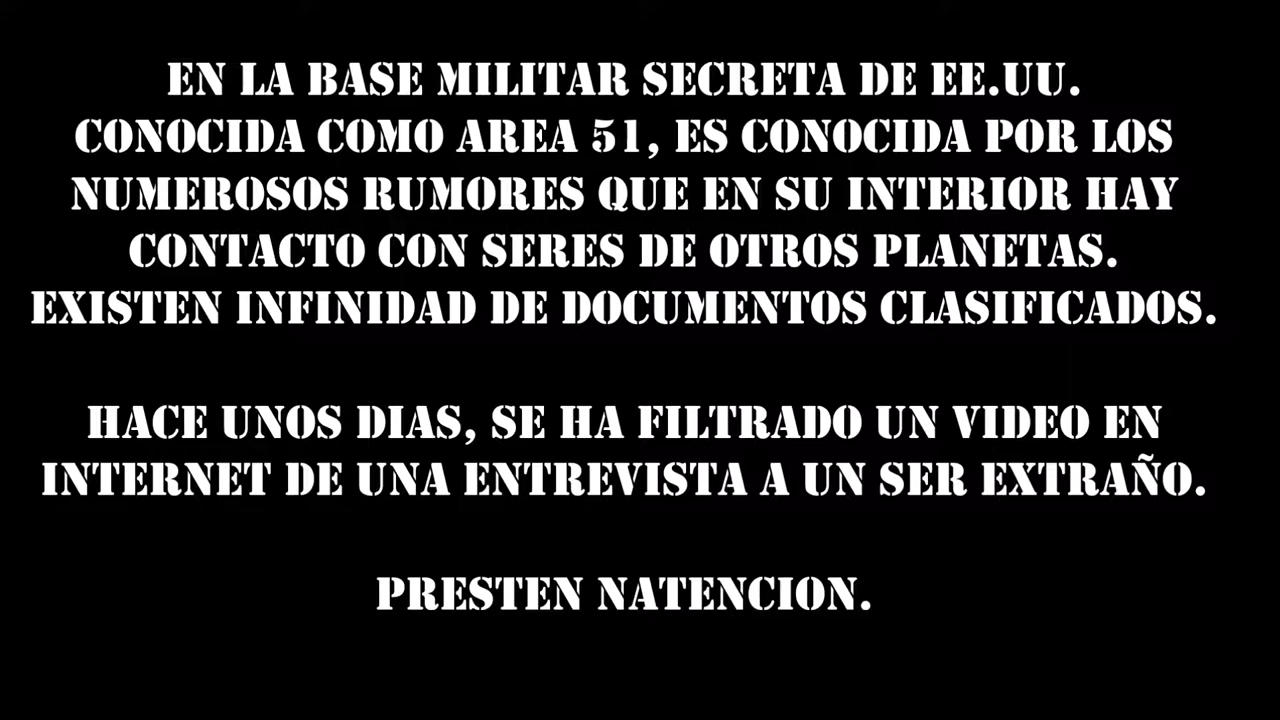 EN LA BASE MILITAR SECRETA DE EE.UU.
CONOCIDA COMO AREA 51, ES CONOCIDA POR LOS
NUMEROSOS RUMORES QUE EN SU INTERIOR HAY
CONTACTO CON SERES DE OTROS PLANETAS.
EXISTEN INFINIDAD DE DOCUMENTOS CLASIFICADOS.
HACE UNOS DIAS, SE HA FILTRADO UN VIDEO EN
INTERNET DE UNA ENTREVISTA A UN SER EXTRAÑO.
PRESTEN NATENCION.